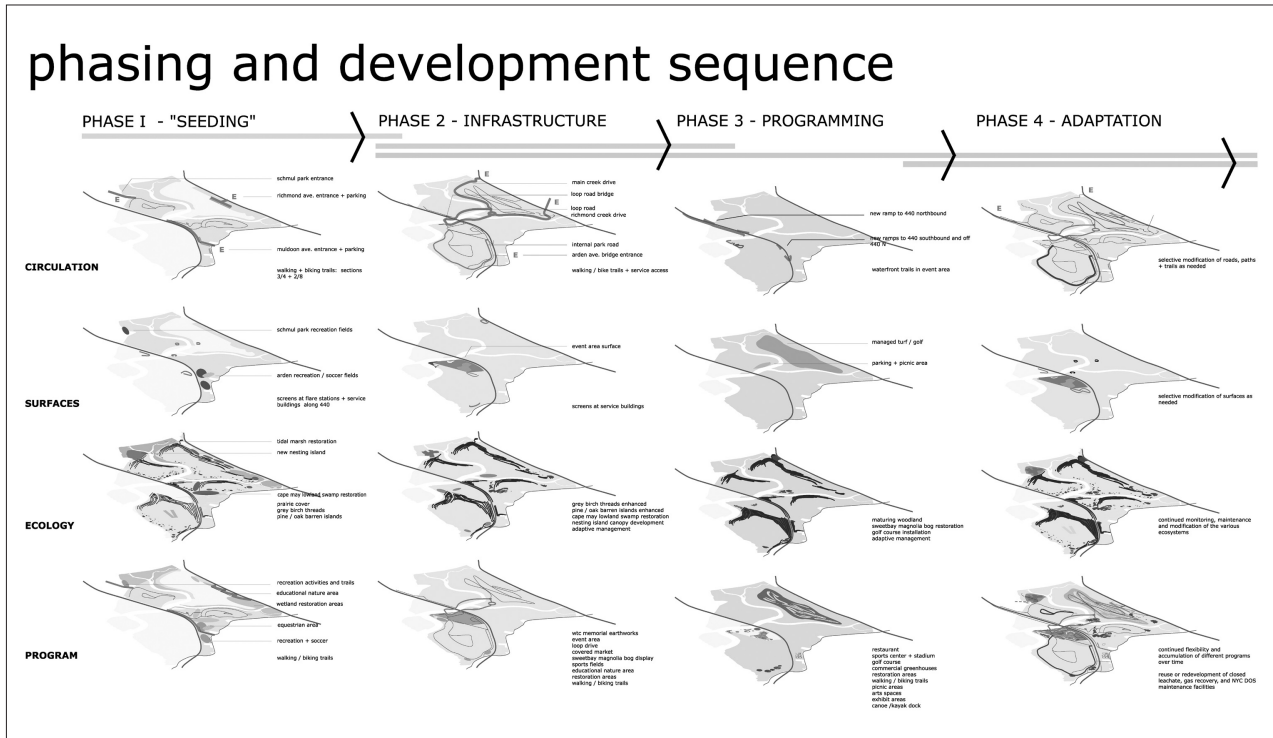 phasing and development sequence
PHASE I - "SEEDING"
PHASE 2 - INFRASTRUCTURE
PHASE 3 - PROGRAMMING
PHASE 4 - ADAPTATION
CIRCULATION
schmul park entrance
E
richmond ave. entrance + parking
E
muldoon ave. entrance + parking
E
walking + biking trails: sections
3/4 + 2/8
E
main creek drive
loop road bridge
E
loop road
richmond creek drive
internal park road
E
arden ave. bridge entrance
walking / bike trails + service access
new ramp to 440 northbound
new ramps to 440 southbound and off
440 N
waterfront trails in event area
E
E
selective modification of roads, paths
+ trails as needed
SURFACES
schmul park recreation fields
arden recreation / soccer fields
screens at flare stations + service
buildings along 440
event area surface
screens at service buildings
managed turf / golf
parking + picnic area
selective modification of surfaces as
needed
ECOLOGY
tidal marsh restoration
new nesting island
cape may lowland swamp restoration
prairie cover
grey birch threads
pine / oak barren islands
grey birch threads enhanced
pine / oak barren islands enhanced
cape may lowland swamp restoration
nesting island canopy development
adaptive management
maturing woodland
sweetbay magnolia bog restoration
golf course installation
adaptive management
continued monitoring, maintenance
and modification of the various
ecosystems
PROGRAM
recreation activities and trails
educational nature area
wetland restoration areas
equestrian area
recreation + soccer
walking / biking trails
wtc memorial earthworks
event area
loop drive
covered market
sweetbay magnolia bog display
sports fields
educational nature area
restoration areas
walking / biking trails
restaurant
sports center + stadium
golf course
commercial greenhouses
restoration areas
walking / biking trails
picnic areas
arts spaces
exhibit areas
canoe /kayak dock
continued flexibility and
accumulation of different programs
over time
reuse or redevelopment of closed
leachate, gas recovery, and NYC DOS
maintenance facilities